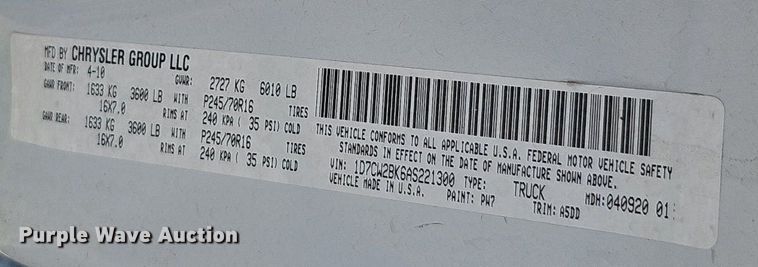 MFD BY CHRYSLER GROUP LLC
DATE OF MFR: 4-10 GVWR: 2727 KG 6010 LB
GAWR FRONT: 1633 KG 3600 LB WITH P245/70R16 TIRES
16X7.0 RIMS AT 240 KPA ( 35 PSI) COLD
GAWR REAR: 1633 KG 3600 LB WITH P245/70R16 TIRES
16X7.0 RIMS AT 240 KPA ( 35 PSI) COLD
THIS VEHICLE CONFORMS TO ALL APPLICABLE U.S.A. FEDERAL MOTOR VEHICLE SAFETY
STANDARDS IN EFFECT ON THE DATE OF MANUFACTURE SHOWN ABOVE.
VIN: 1D7CW2BK6AS221300 TYPE: TRUCK MDH: 040920 01
VEHICLE MADE IN U.S.A. PAINT: PW7 TRIM: A5DD
Purple Wave Auction